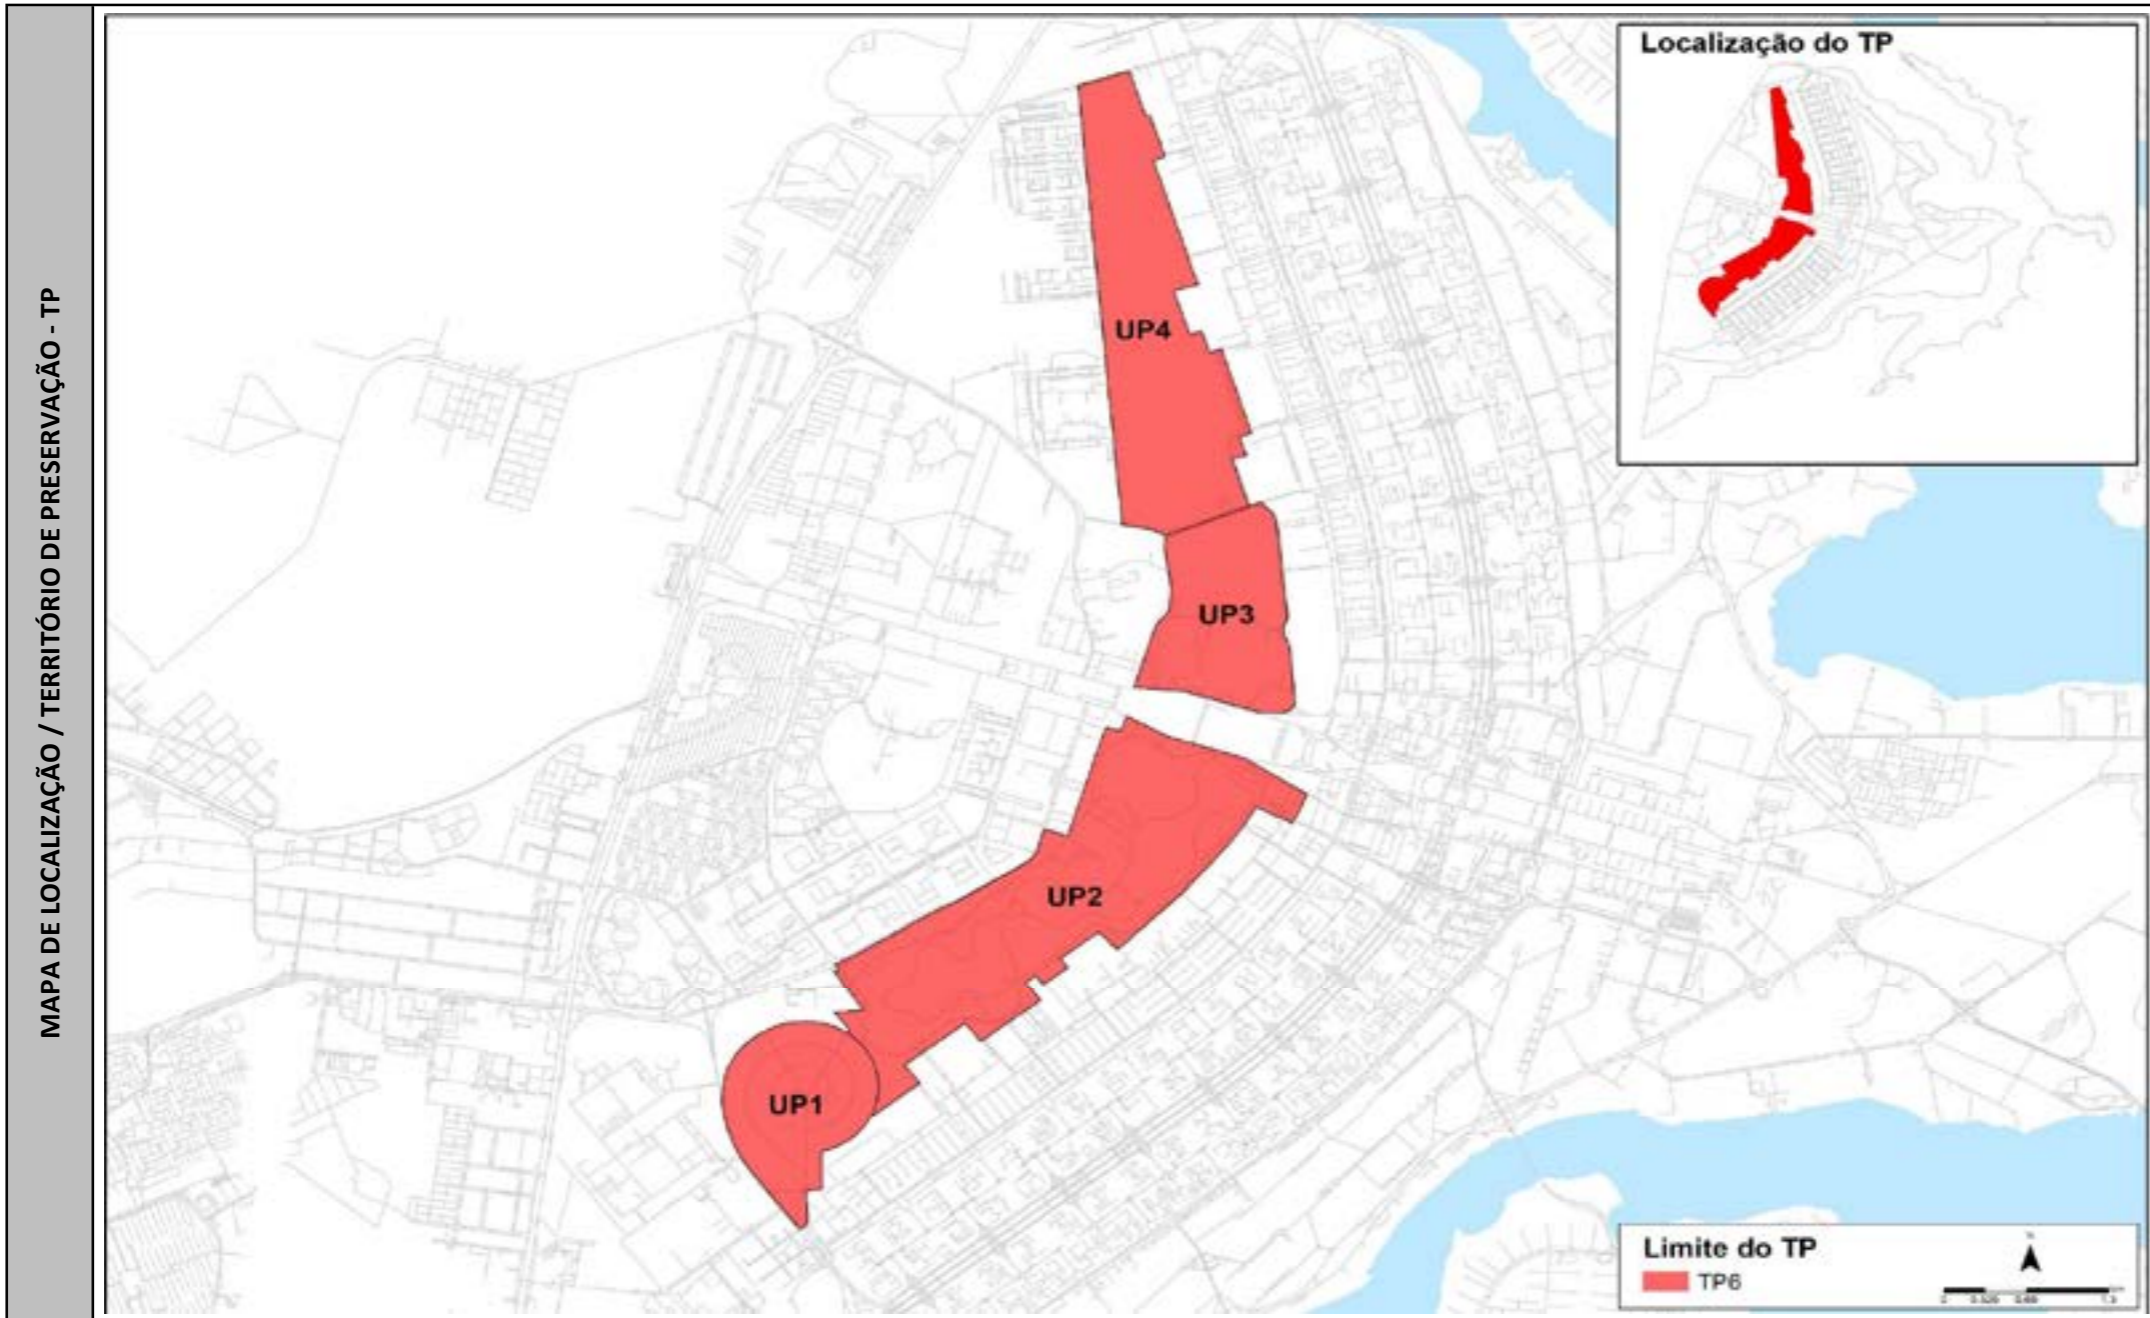 MAPA DE LOCALIZAÇÃO / TERRITÓRIO DE PRESERVAÇÃO - TP
Localização do TP
UP4
UP3
UP2
UP1
Limite do TP
TP6